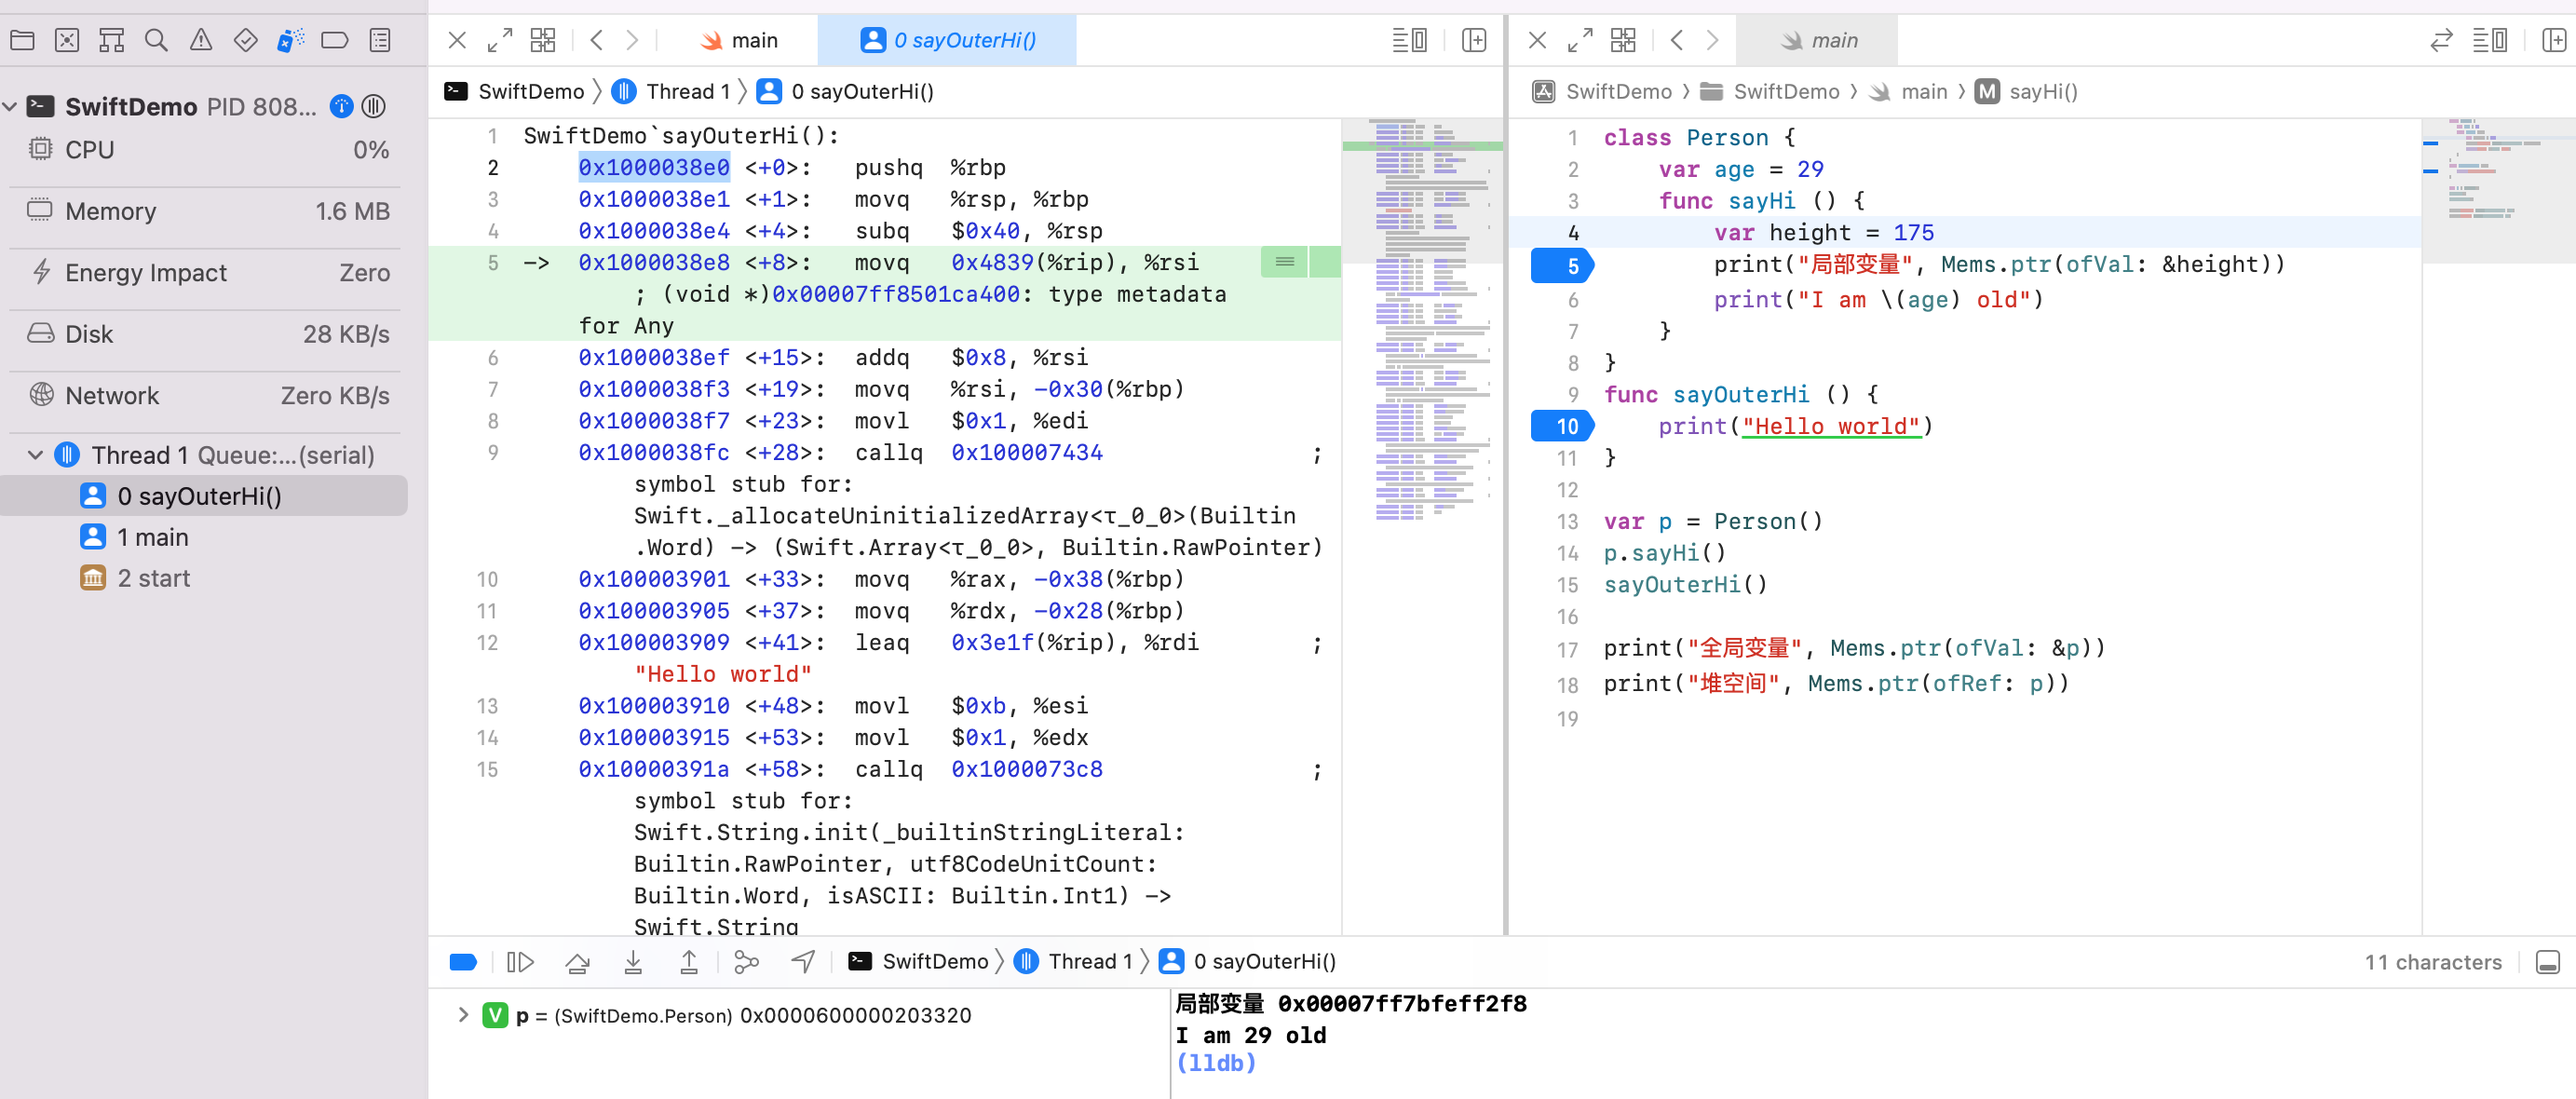 SwiftDemo PID 808...
CPU 0%
Memory 1.6 MB
Energy Impact Zero
Disk 28 KB/s
Network Zero KB/s
Thread 1 Queue:...(serial)
0 sayOuterHi()
1 main
2 start
main
0 sayOuterHi()
SwiftDemo 〉 Thread 1 〉 0 sayOuterHi()
1 SwiftDemo`sayOuterHi():
2 0x1000038e0 <+0>: pushq %rbp
3 0x1000038e1 <+1>: movq %rsp, %rbp
4 0x1000038e4 <+4>: subq $0x40, %rsp
5 -> 0x1000038e8 <+8>: movq 0x4839(%rip), %rsi
; (void *)0x00007ff8501ca400: type metadata
for Any
6 0x1000038ef <+15>: addq $0x8, %rsi
7 0x1000038f3 <+19>: movq %rsi, -0x30(%rbp)
8 0x1000038f7 <+23>: movl $0x1, %edi
9 0x1000038fc <+28>: callq 0x100007434 ;
symbol stub for:
Swift._allocateUninitializedArray<τ_0_0>(Builtin
.Word) -> (Swift.Array<τ_0_0>, Builtin.RawPointer)
10 0x100003901 <+33>: movq %rax, -0x38(%rbp)
11 0x100003905 <+37>: movq %rdx, -0x28(%rbp)
12 0x100003909 <+41>: leaq 0x3e1f(%rip), %rdi ;
"Hello world"
13 0x100003910 <+48>: movl $0xb, %esi
14 0x100003915 <+53>: movl $0x1, %edx
15 0x10000391a <+58>: callq 0x1000073c8 ;
symbol stub for:
Swift.String.init(_builtinStringLiteral:
Builtin.RawPointer, utf8CodeUnitCount:
Builtin.Word, isASCII: Builtin.Int1) ->
Swift.String
main
SwiftDemo 〉 SwiftDemo 〉 main 〉 M sayHi()
1 class Person {
2 var age = 29
3 func sayHi () {
4 var height = 175
5 print("局部变量", Mems.ptr(ofVal: &height))
6 print("I am \(age) old")
7 }
8 }
9 func sayOuterHi () {
10 print("Hello world")
11 }
12
13 var p = Person()
14 p.sayHi()
15 sayOuterHi()
16
17 print("全局变量", Mems.ptr(ofVal: &p))
18 print("堆空间", Mems.ptr(ofRef: p))
19
SwiftDemo 〉 Thread 1 〉 0 sayOuterHi()
11 characters
V p = (SwiftDemo.Person) 0x0000600000203320
局部变量 0x00007ff7bfeff2f8
I am 29 old
(lldb)